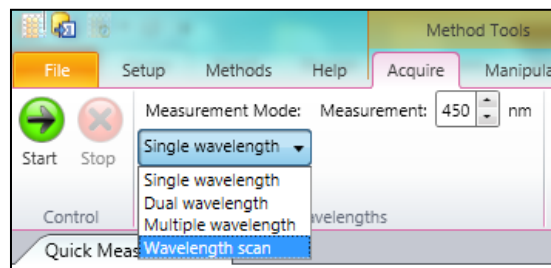 Method Tools
File Setup Methods Help Acquire Manipula
Measurement Mode: Measurement: 450 nm
Single wavelength
Start Stop
Single wavelength
Dual wavelength
Multiple wavelength
Control velengths
Wavelength scan
Quick Meas